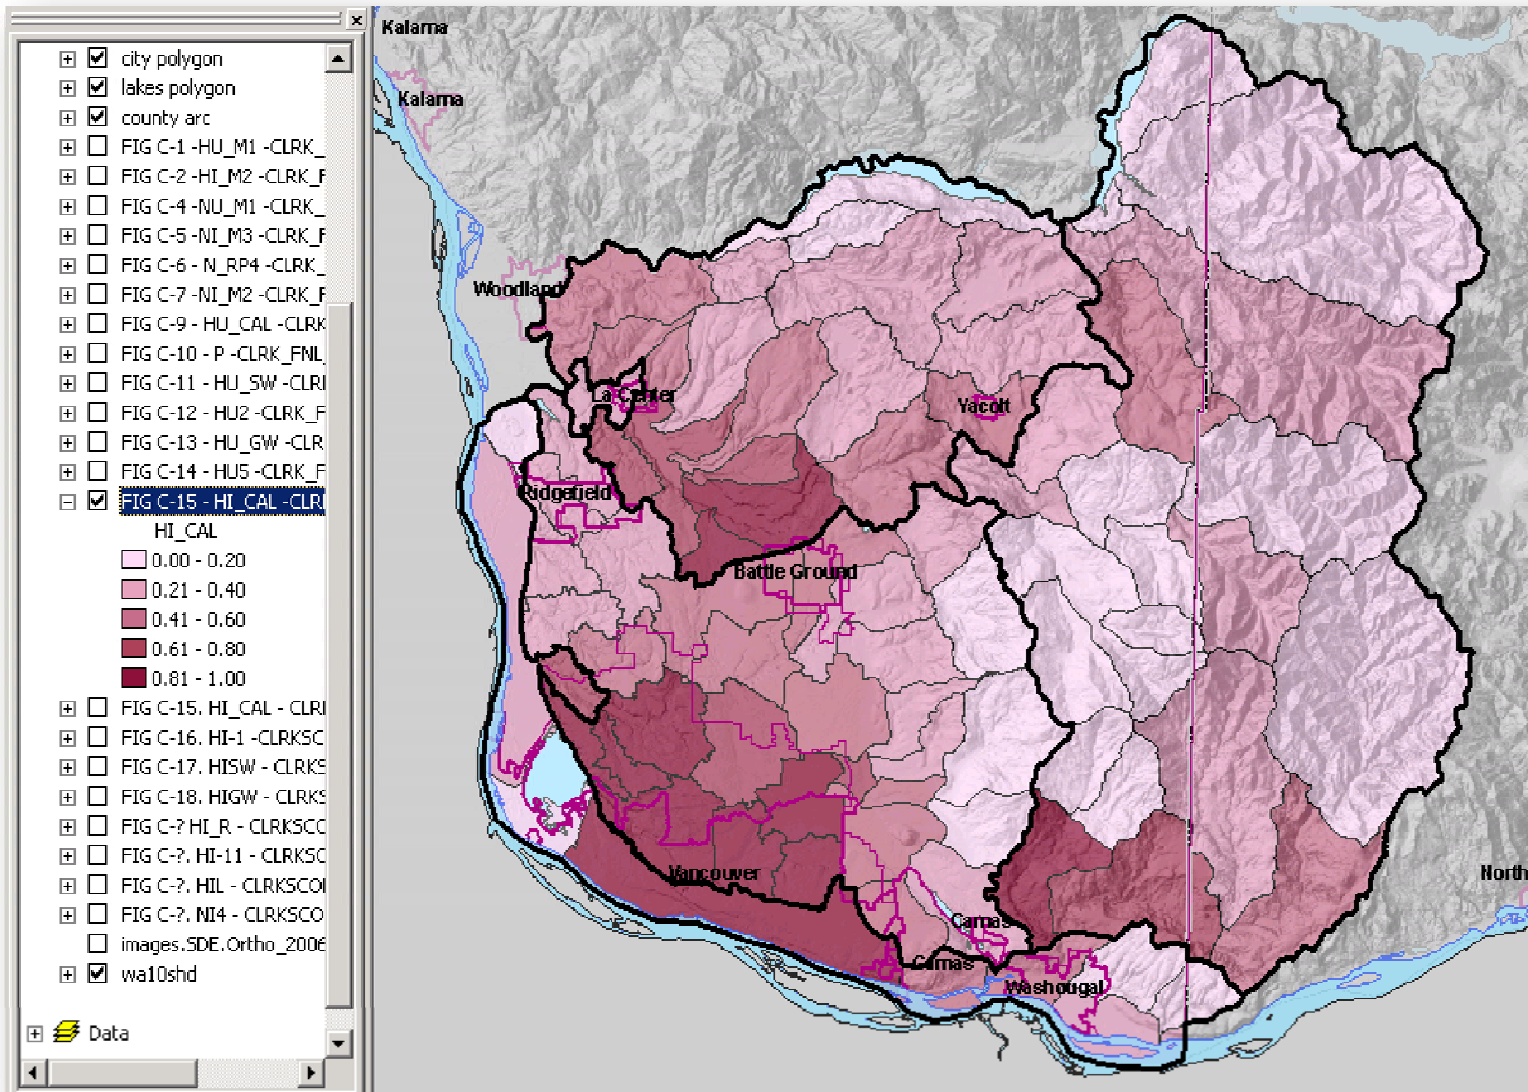 city polygon
lakes polygon
county arc
FIG C-1 -HU_M1 -CLRK_
FIG C-2 -HI_M2 -CLRK_F
FIG C-4 -NU_M1 -CLRK_
FIG C-5 -NI_M3 -CLRK_F
FIG C-6 - N_RP4 -CLRK_
FIG C-7 -NI_M2 -CLRK_F
FIG C-9 - HU_CAL -CLRK
FIG C-10 - P -CLRK_FNL_
FIG C-11 - HU_SW -CLRI
FIG C-12 - HU2 -CLRK_F
FIG C-13 - HU_GW -CLR
FIG C-14 - HU5 -CLRK_F
FIG C-15 - HI_CAL -CLRI
HI_CAL
0.00 - 0.20
0.21 - 0.40
0.41 - 0.60
0.61 - 0.80
0.81 - 1.00
FIG C-15. HI_CAL - CLRI
FIG C-16. HI-1 -CLRKSC
FIG C-17. HISW - CLRKS
FIG C-18. HIGW - CLRKS
FIG C-? HI_R - CLRKSCC
FIG C-?. HI-11 - CLRKSC
FIG C-?. HIL - CLRKSCOI
FIG C-?. NI4 - CLRKSCO
images.SDE.Ortho_2006
wa10shd
Data
Kalama
Kalama
Woodland
La Center
Yacolt
Ridgefield
Battle Ground
Vancouver
North
Camas
Camas
Washougal